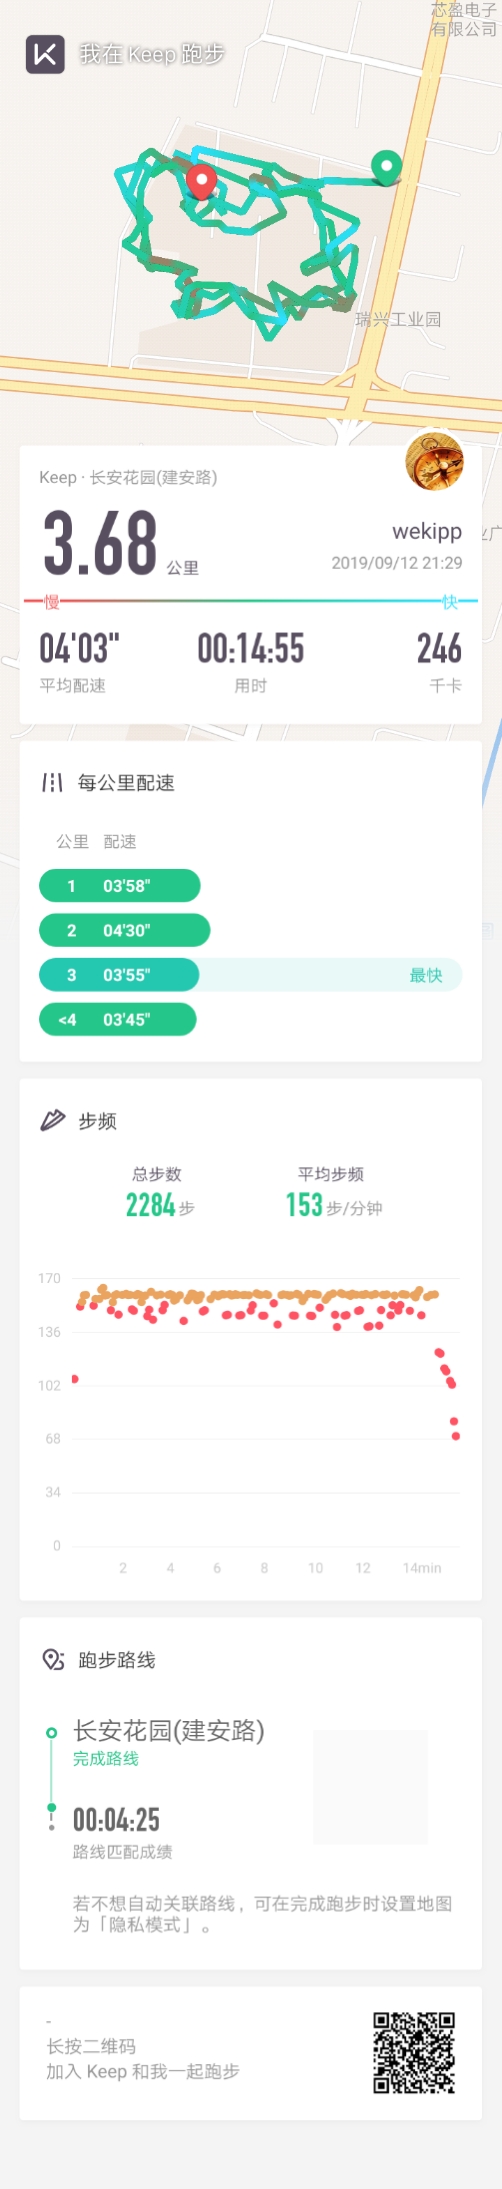 芯盈电子
有限公司
我在 Keep 跑步
瑞兴工业园
Keep · 长安花园(建安路)
3.68 公里
wekipp
业广
2019/09/12 21:29
慢 快
04'03" 00:14:55 246
平均配速 用时 千卡
每公里配速
公里 配速
1 03'58"
2 04'30"
3 03'55" 最快
<4 03'45"
步频
总步数 平均步频
2284 步 153 步/分钟
170
136
102
68
34
0
2 4 6 8 10 12 14min
跑步路线
长安花园(建安路)
完成路线
00:04:25
路线匹配成绩
若不想自动关联路线，可在完成跑步时设置地图
为「隐私模式」。
-
长按二维码
加入 Keep 和我一起跑步